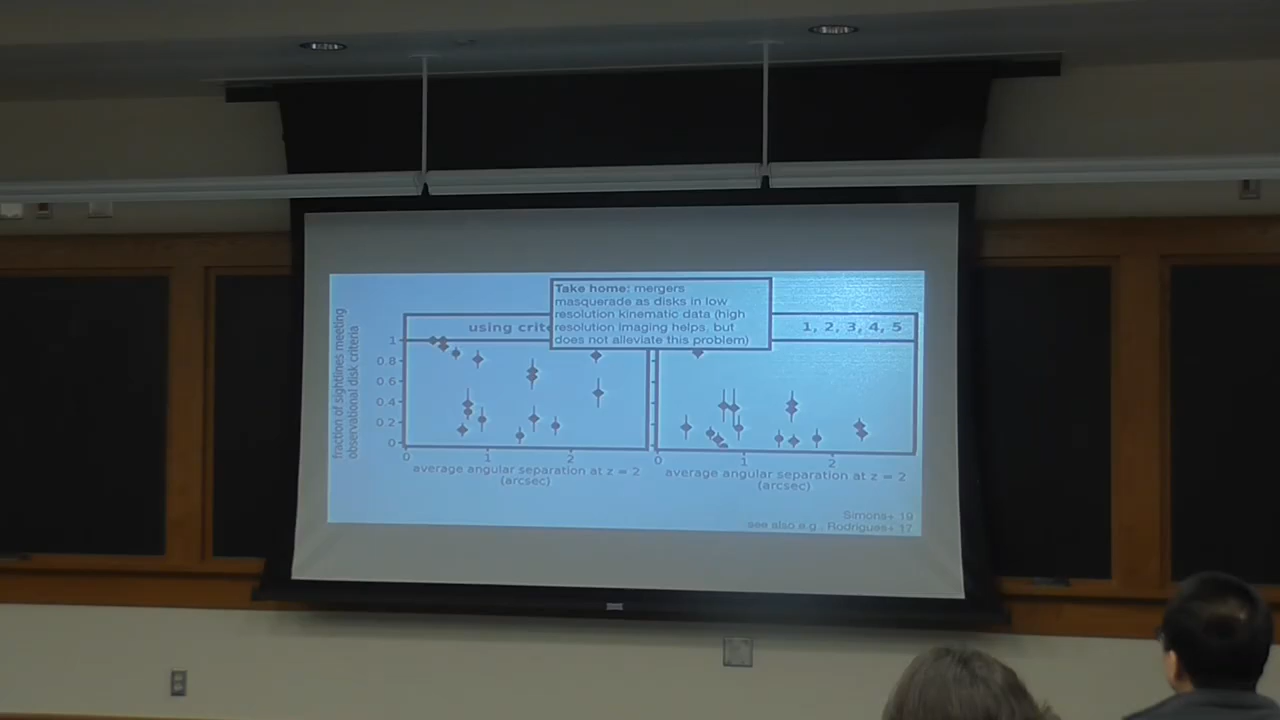 Take home: mergers
masquerade as disks in low
resolution kinematic data (high
resolution imaging helps, but
does not alleviate this problem)
using crite
1, 2, 3, 4, 5
fraction of sightlines meeting
observational disk criteria
1
0.8
0.6
0.4
0.2
0
0 1 2
average angular separation at z = 2
(arcsec)
0 1 2
average angular separation at z = 2
(arcsec)
Simons+ 19
see also e.g., Rodrigues+ 17